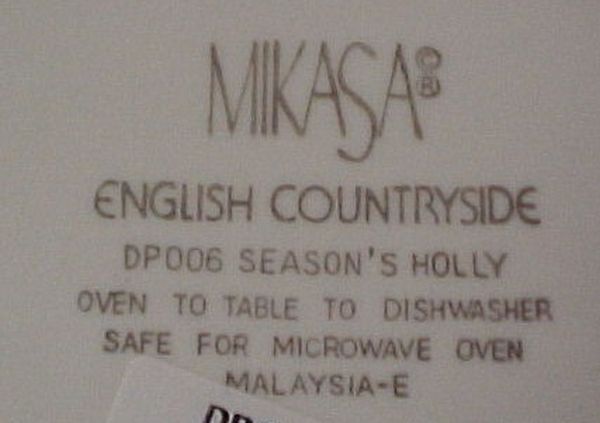 MIKASA©®
ENGLISH COUNTRYSIDE
DP006 SEASON'S HOLLY
OVEN TO TABLE TO DISHWASHER
SAFE FOR MICROWAVE OVEN
MALAYSIA-E